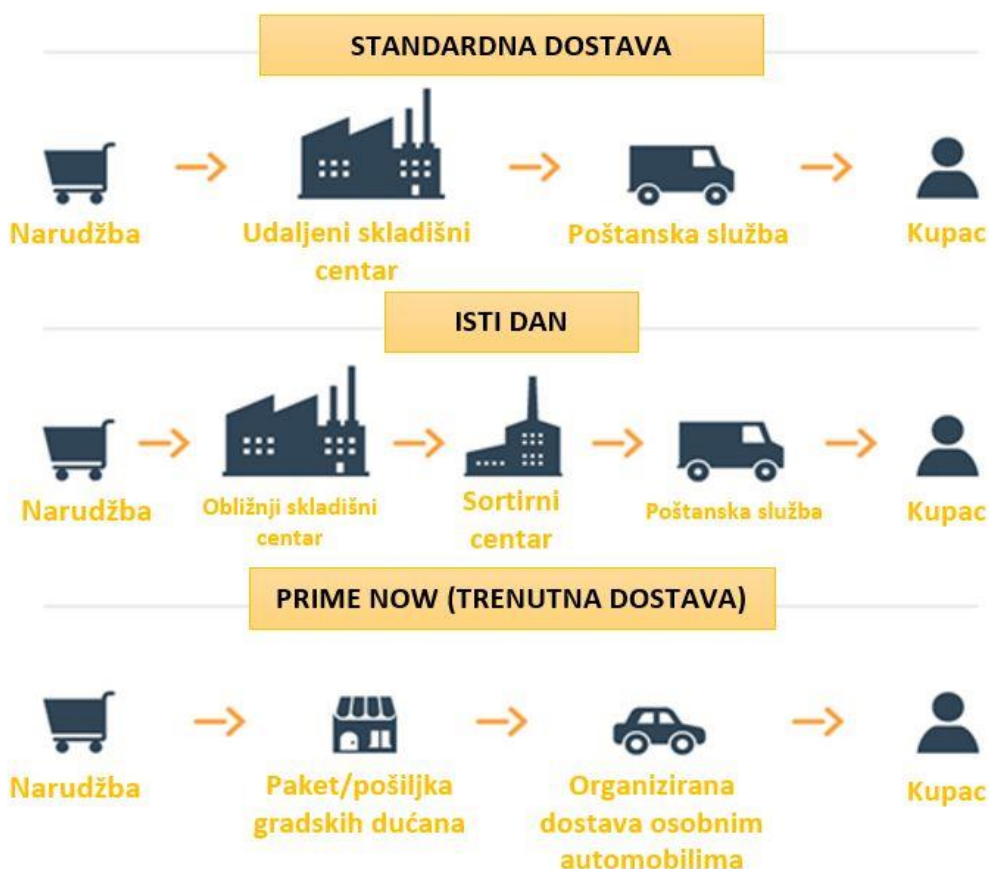 STANDARDNA DOSTAVA
Narudžba
Udaljeni skladišni
centar
Poštanska služba
Kupac
ISTI DAN
Narudžba
Obližnji skladišni
centar
Sortirni
centar
Poštanska služba
Kupac
PRIME NOW (TRENUTNA DOSTAVA)
Narudžba
Paket/pošiljka
gradskih dućana
Organizirana
dostava osobnim
automobilima
Kupac